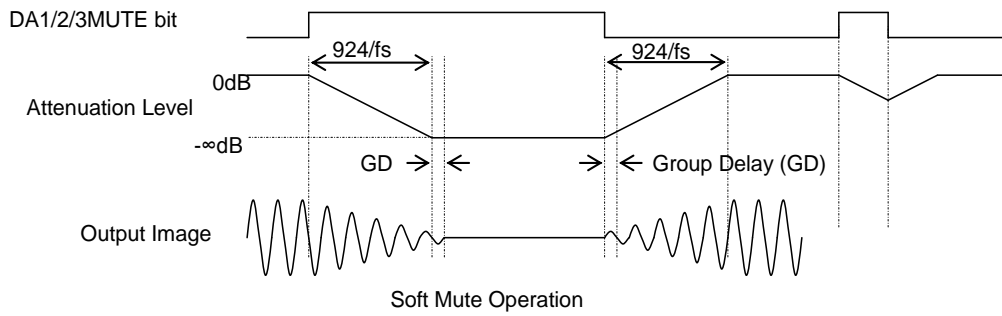 DA1/2/3MUTE bit
924/fs
924/fs
0dB
Attenuation Level
-∞dB
GD
Group Delay (GD)
Output Image
Soft Mute Operation